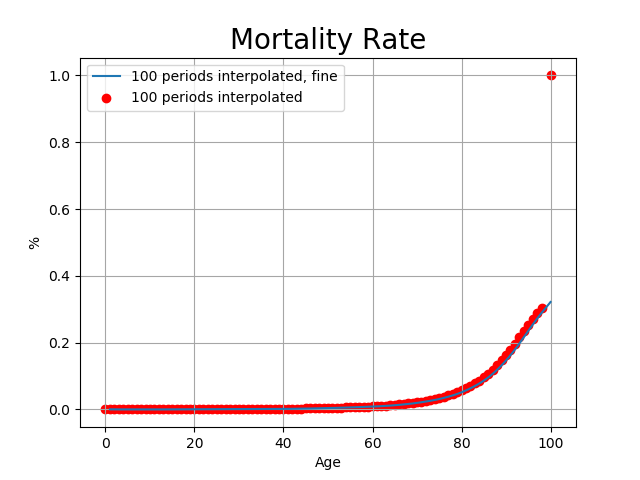 Mortality Rate
100 periods interpolated, fine
100 periods interpolated
1.0
0.8
0.6
0.4
0.2
0.0
%
0 20 40 60 80 100
Age